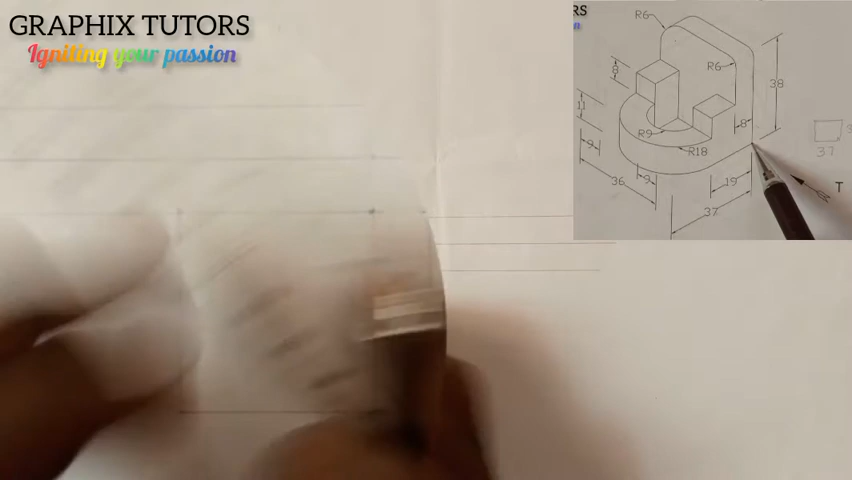 GRAPHIX TUTORS
Igniting your passion
RS
n
R6
R6
8
38
11
8
R9
R18
9
36
9
19
37
37
T